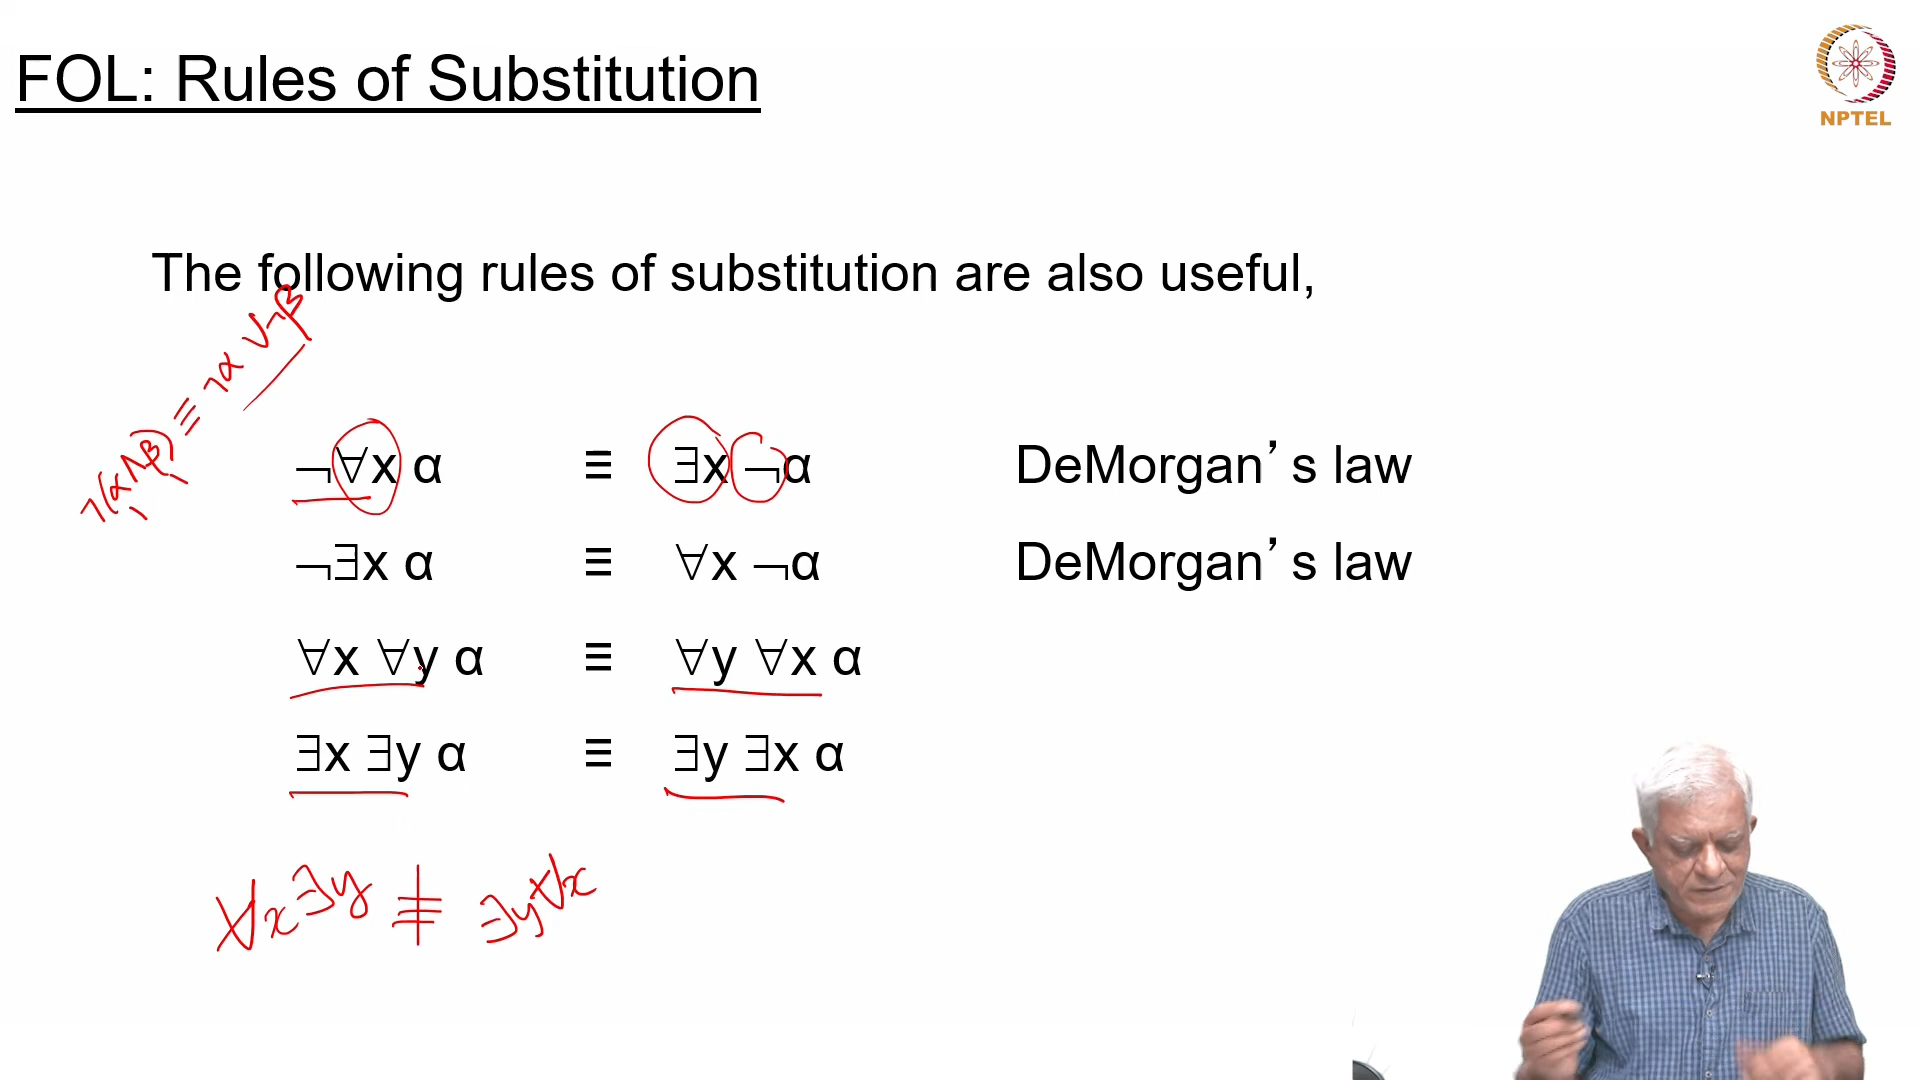 FOL: Rules of Substitution
NPTEL
The following rules of substitution are also useful,
¬(α∧β) ≡ ¬α ∨¬β
¬∀x α ≡ ∃x ¬α DeMorgan’s law
¬∃x α ≡ ∀x ¬α DeMorgan’s law
∀x ∀y α ≡ ∀y ∀x α
∃x ∃y α ≡ ∃y ∃x α
∀x∃y ≢ ∃y∀x